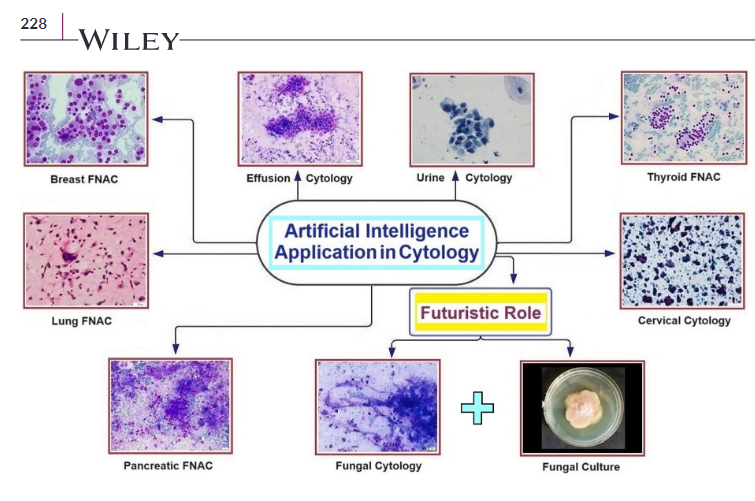 228
WILEY
Breast FNAC
Effusion Cytology
Urine Cytology
Thyroid FNAC
Artificial Intelligence
Application in Cytology
Lung FNAC
Futuristic Role
Cervical Cytology
Pancreatic FNAC
Fungal Cytology
Fungal Culture